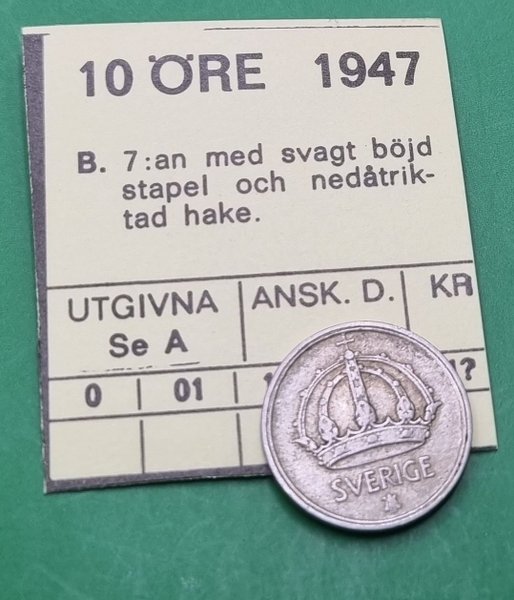 10 ÖRE 1947
B. 7:an med svagt böjd
stapel och nedåtrik-
tad hake.
UTGIVNA ANSK. D. KR
Se A
0 01
SVERIGE